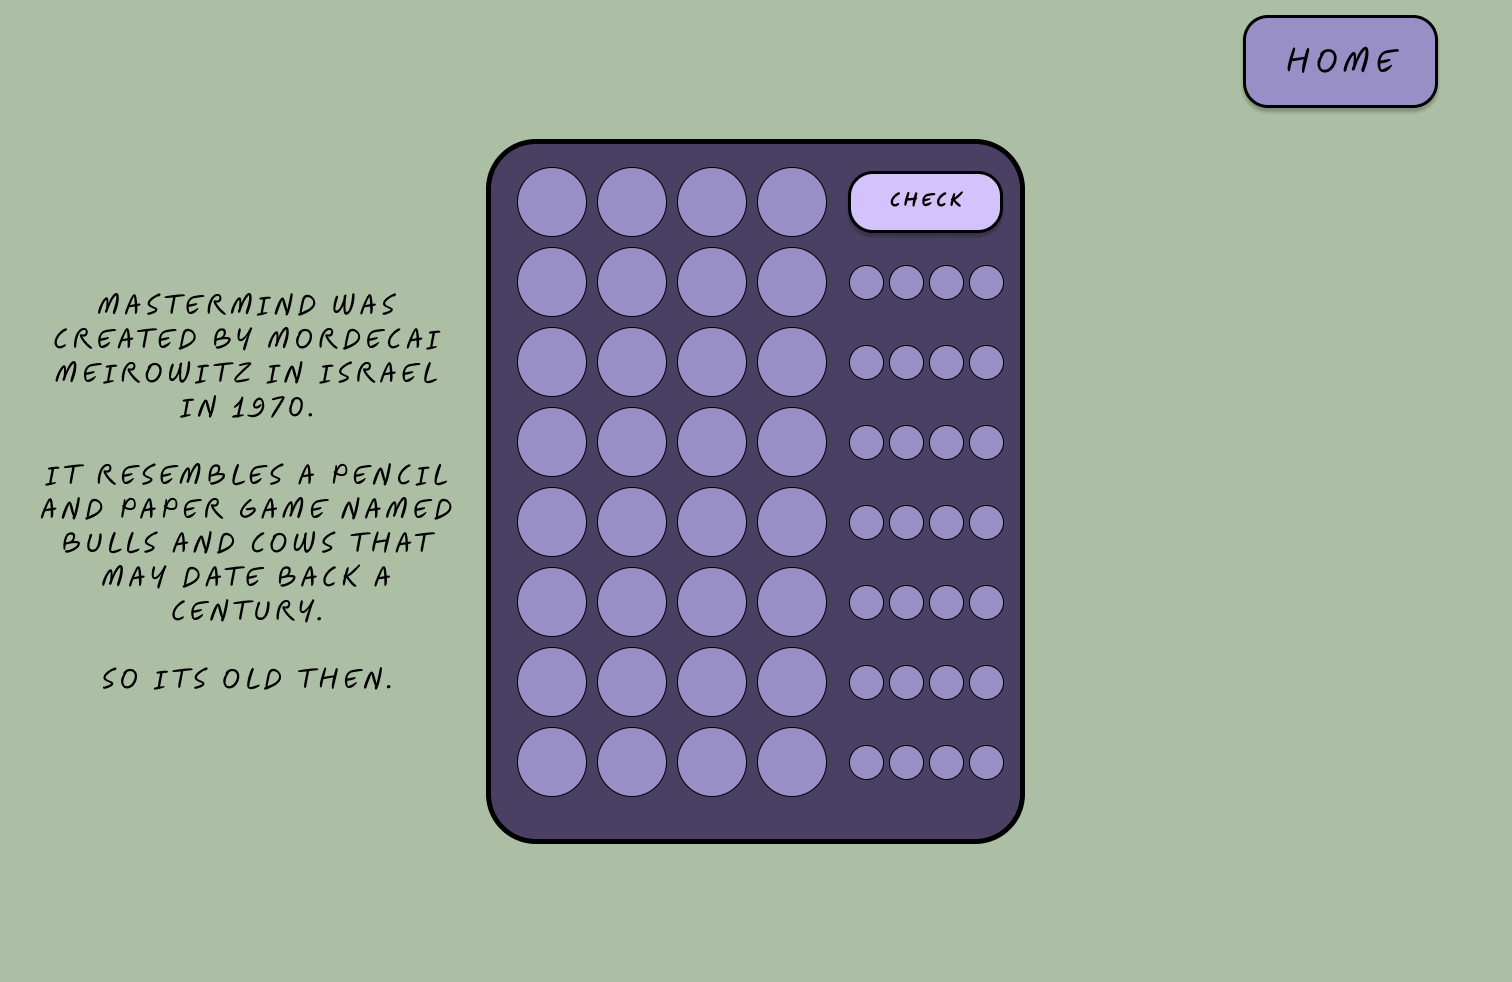 HOME
CHECK
MASTERMIND WAS
CREATED BY MORDECAI
MEIROWITZ IN ISRAEL
IN 1970.
IT RESEMBLES A PENCIL
AND PAPER GAME NAMED
BULLS AND COWS THAT
MAY DATE BACK A
CENTURY.
SO ITS OLD THEN.